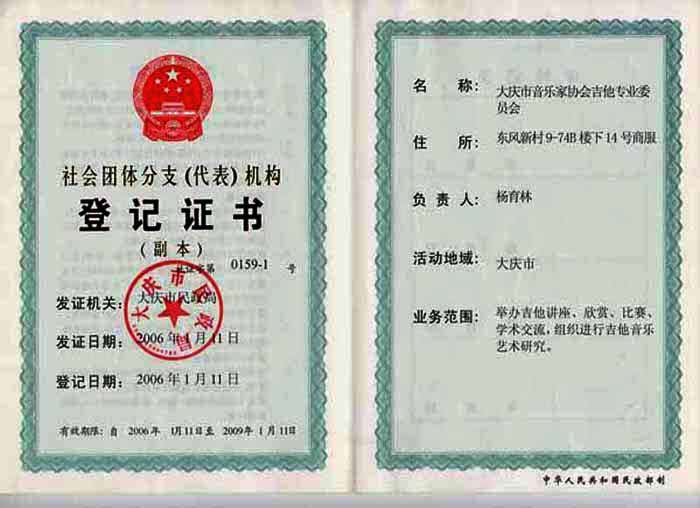 社会团体分支(代表)机构
登记证书
(副本)
证字第 0159-1 号
发证机关: 大庆市民政局
发证日期: 2006年1月11日
登记日期: 2006年1月11日
有效期限: 自 2006年 1月11日至 2009年 1月11日
大庆市民政局
名 称: 大庆市音乐家协会吉他专业委
员会
住 所: 东风新村9-74B楼下14号商服
负 责 人: 杨育林
活动地域: 大庆市
业务范围: 举办吉他讲座、欣赏、比赛、
学术交流,组织进行吉他音乐
艺术研究。
中华人民共和国民政部制